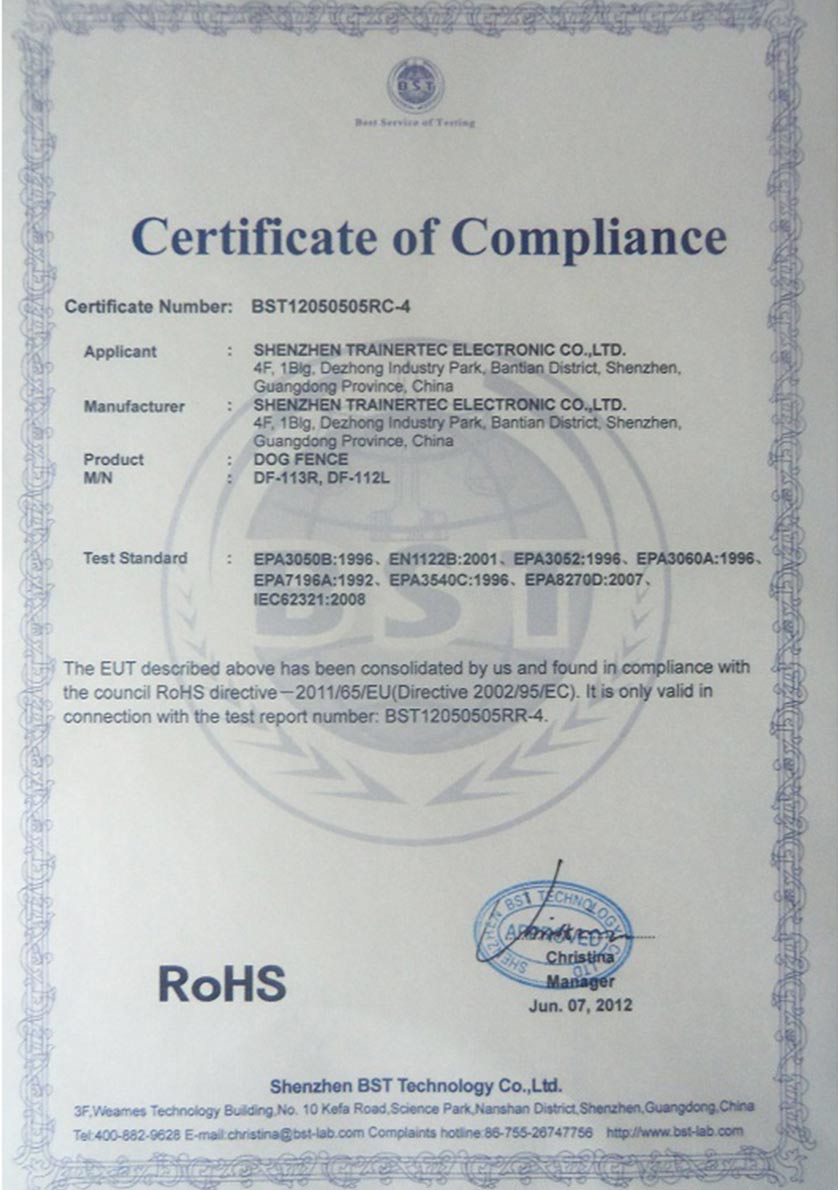 BST
Best Service of Testing
Certificate of Compliance
Certificate Number: BST12050505RC-4
Applicant : SHENZHEN TRAINERTEC ELECTRONIC CO.,LTD.
4F, 1Blg, Dezhong Industry Park, Bantian District, Shenzhen,
Guangdong Province, China
Manufacturer : SHENZHEN TRAINERTEC ELECTRONIC CO.,LTD.
4F, 1Blg, Dezhong Industry Park, Bantian District, Shenzhen,
Guangdong Province, China
Product : DOG FENCE
M/N : DF-113R, DF-112L
Test Standard : EPA3050B:1996、EN1122B:2001、EPA3052:1996、EPA3060A:1996、
EPA7196A:1992、EPA3540C:1996、EPA8270D:2007、
IEC62321:2008
BST
The EUT described above has been consolidated by us and found in compliance with
the council RoHS directive－2011/65/EU(Directive 2002/95/EC). It is only valid in
connection with the test report number: BST12050505RR-4.
SHENZHEN BST TECHNOLOGY CO LTD
APPROVED
Christina
Manager
Jun. 07, 2012
RoHS
Shenzhen BST Technology Co.,Ltd.
3F,Weames Technology Building,No. 10 Kefa Road,Science Park,Nanshan District,Shenzhen,Guangdong,China
Tel:400-882-9628 E-mail:christina@bst-lab.com Complaints hotline:86-755-26747756 http://www.bst-lab.com